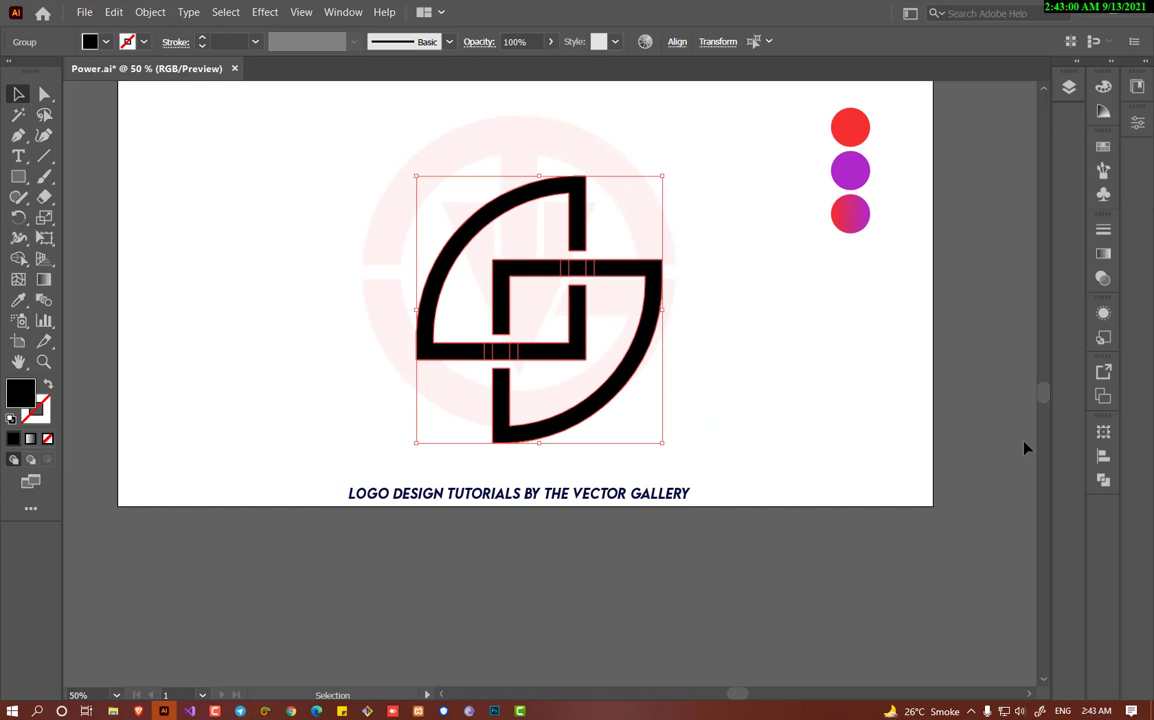 2:43:00 AM 9/13/2021
Ai File Edit Object Type Select Effect View Window Help Search Adobe Help
Group Stroke: Basic Opacity: 100% Style: Align Transform
Power.ai* @ 50 % (RGB/Preview)
LOGO DESIGN TUTORIALS BY THE VECTOR GALLERY
50% 1 Selection
Ai Ps 26°C Smoke ENG 2:43 AM